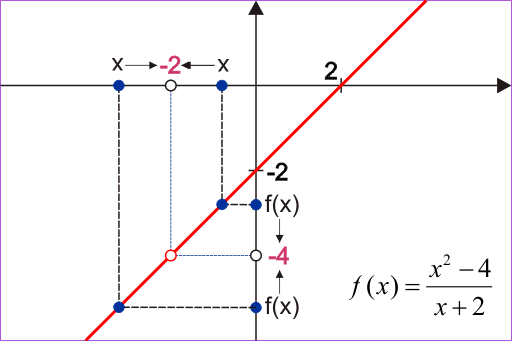 x → -2 ← x
2
-2
f(x)
-4
f(x)
f(x) = (x² − 4)/(x + 2)